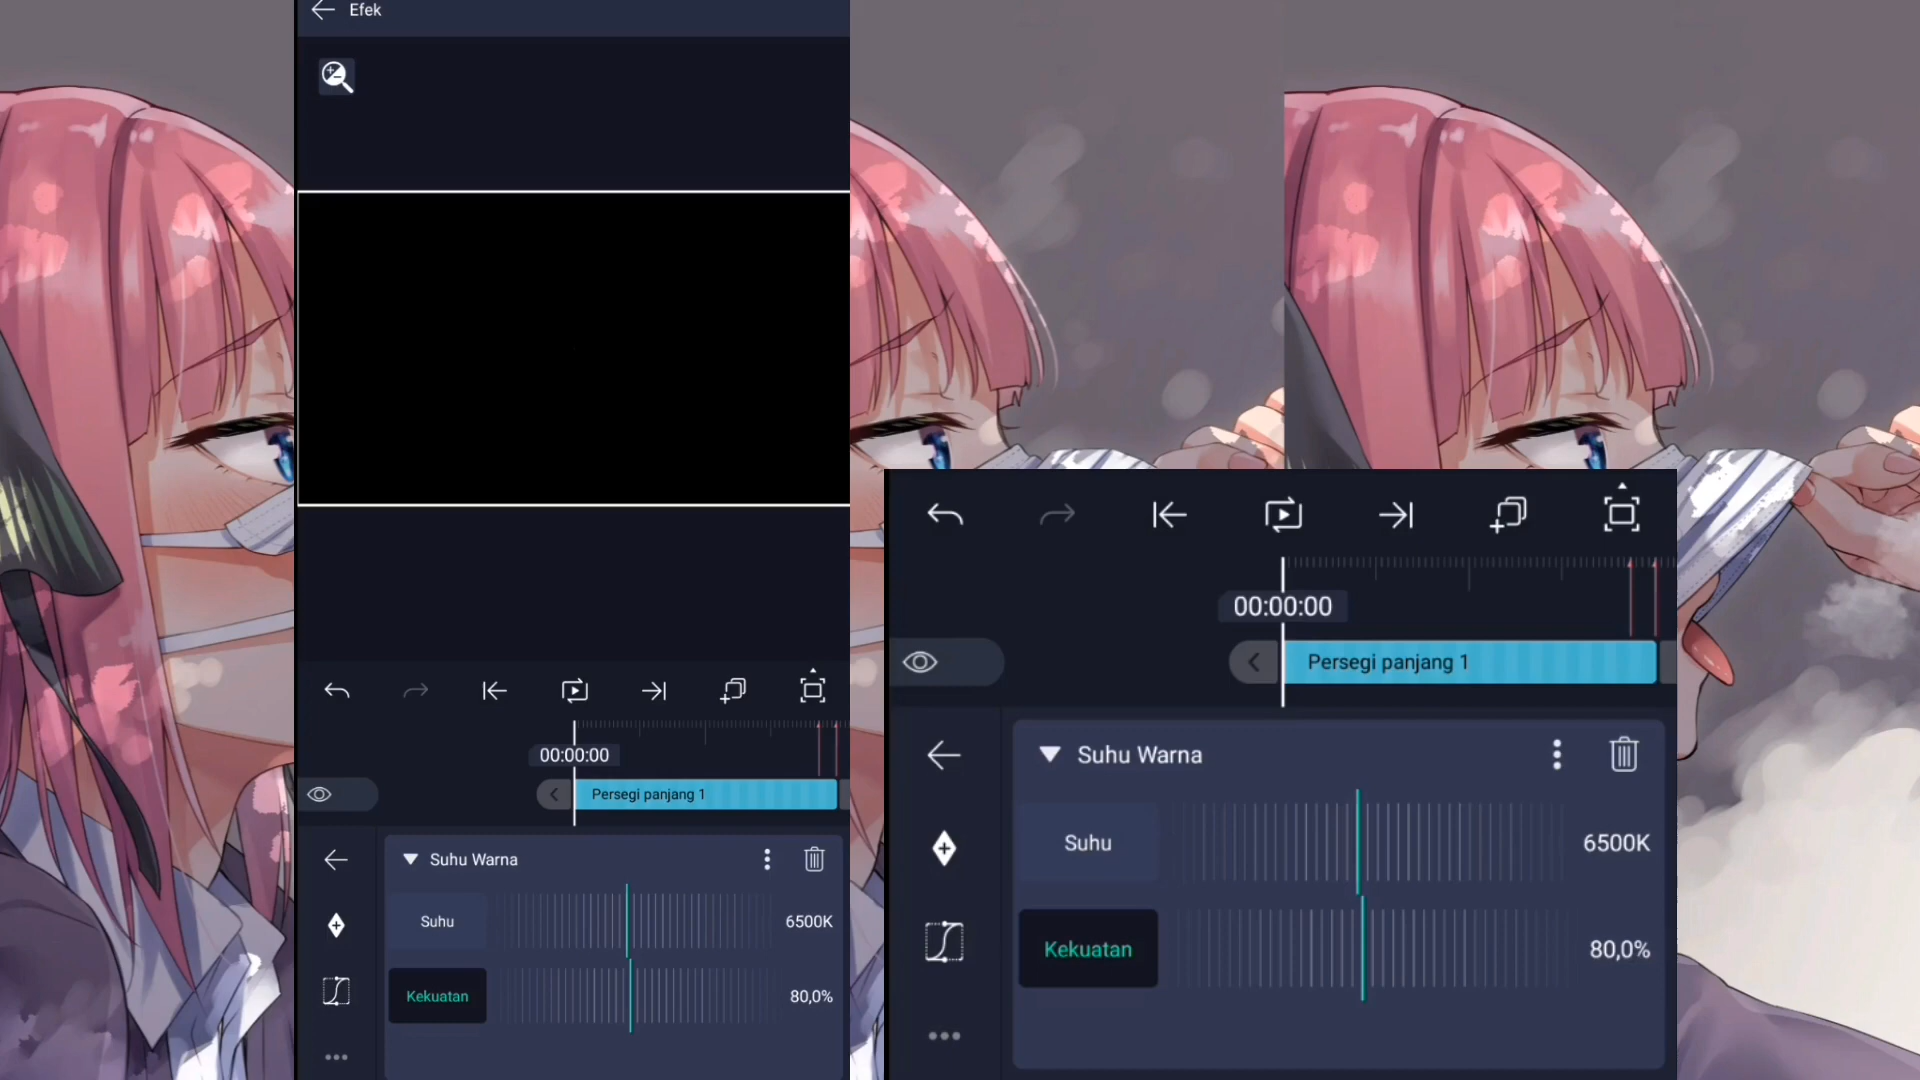 Efek
00:00:00
Persegi panjang 1
Suhu Warna
Suhu
6500K
Kekuatan
80,0%
00:00:00
Persegi panjang 1
Suhu Warna
Suhu
6500K
Kekuatan
80,0%